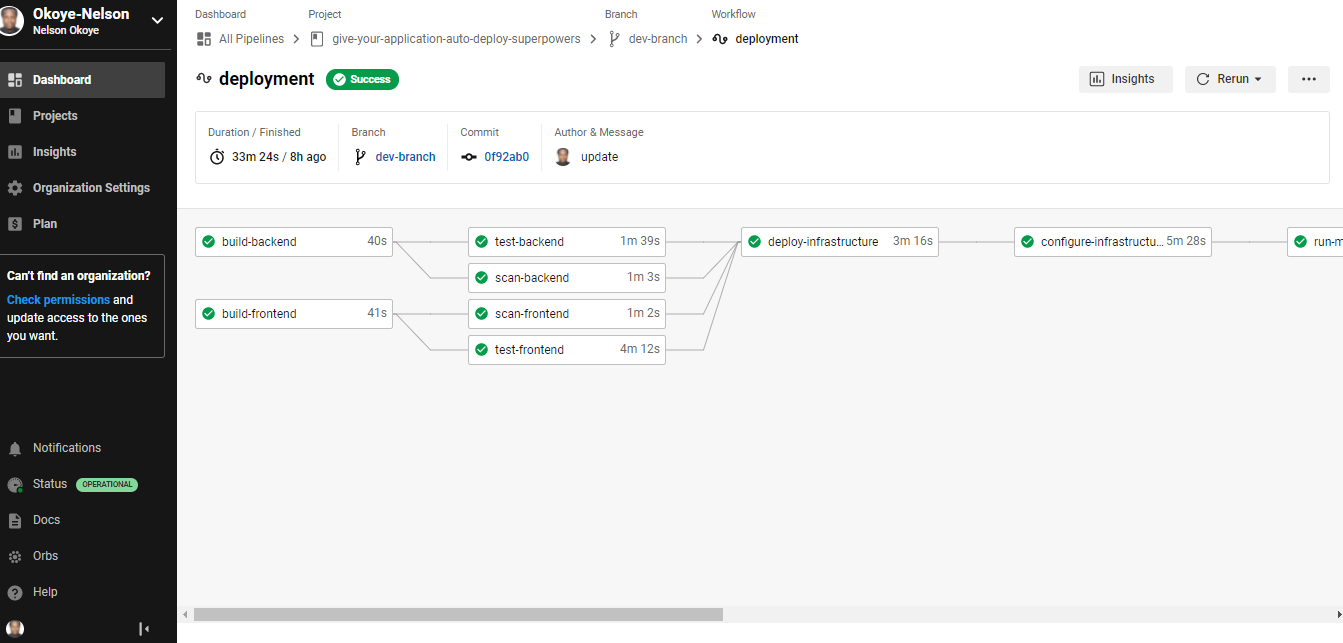 Okoye-Nelson
Nelson Okoye
Dashboard
Projects
Insights
Organization Settings
Plan
Can't find an organization?
Check permissions and
update access to the ones
you want.
Notifications
Status OPERATIONAL
Docs
Orbs
Help
Dashboard Project Branch Workflow
All Pipelines give-your-application-auto-deploy-superpowers dev-branch deployment
deployment Success Insights Rerun
Duration / Finished Branch Commit Author & Message
33m 24s / 8h ago dev-branch 0f92ab0 update
build-backend 40s test-backend 1m 39s deploy-infrastructure 3m 16s configure-infrastructu... 5m 28s run-m
scan-backend 1m 3s
build-frontend 41s scan-frontend 1m 2s
test-frontend 4m 12s